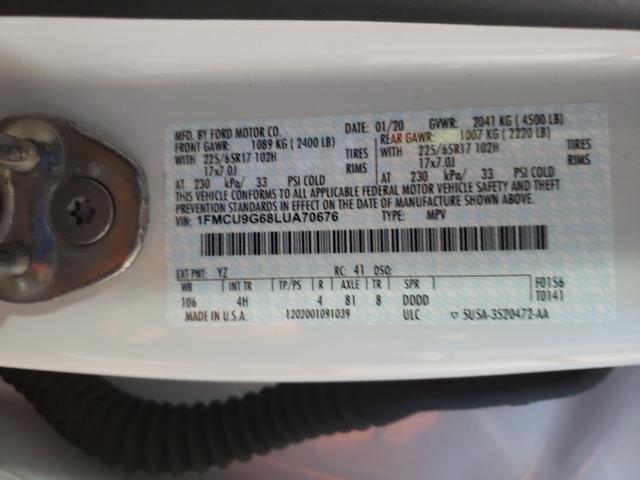 MFD. BY FORD MOTOR CO. DATE: 01/20 GVWR: 2041 KG ( 4500 LB)
FRONT GAWR: 1089 KG ( 2400 LB) REAR GAWR: 1007 KG ( 2220 LB)
WITH 225/65R17 102H TIRES WITH 225/65R17 102H TIRES
17x7.0J RIMS 17x7.0J RIMS
AT 230 kPa/ 33 PSI COLD AT 230 kPa/ 33 PSI COLD
THIS VEHICLE CONFORMS TO ALL APPLICABLE FEDERAL MOTOR VEHICLE SAFETY AND THEFT
PREVENTION STANDARDS IN EFFECT ON THE DATE OF MANUFACTURE SHOWN ABOVE.
VIN: 1FMCU9G68LUA70676 TYPE: MPV
EXT PNT: YZ RC: 41 DSO:
WB INT TR TP/PS R AXLE TR SPR F0156
106 4H 4 81 8 DDDD T0141
MADE IN U.S.A. 1202001091039 ULC ▽ 5U5A-3520472-AA